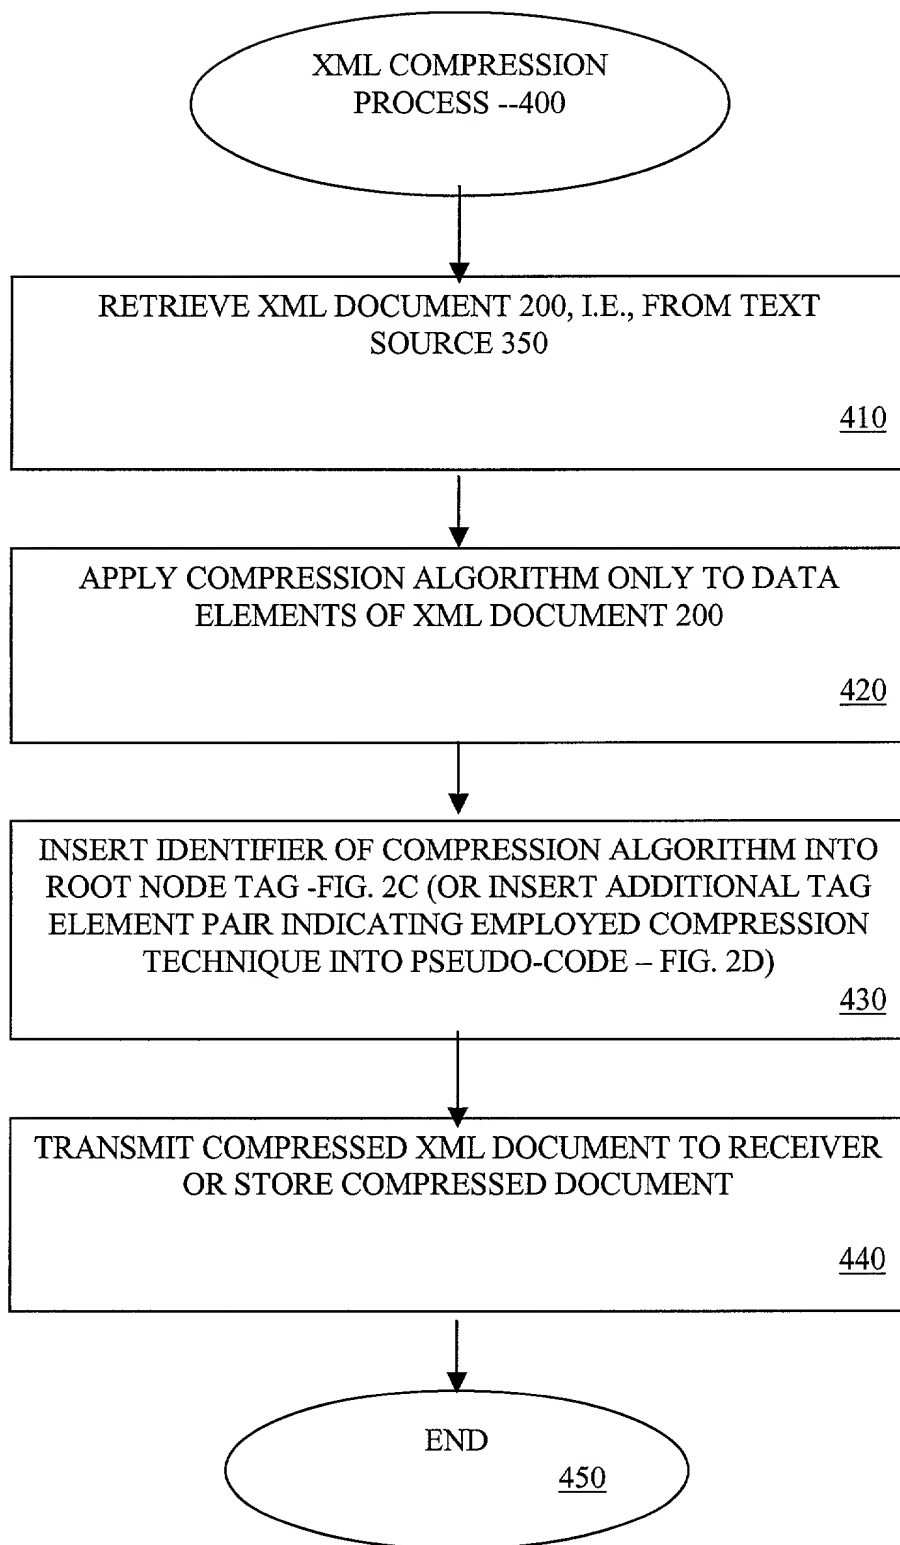 XML COMPRESSION
PROCESS --400
RETRIEVE XML DOCUMENT 200, I.E., FROM TEXT
SOURCE 350
410
APPLY COMPRESSION ALGORITHM ONLY TO DATA
ELEMENTS OF XML DOCUMENT 200
420
INSERT IDENTIFIER OF COMPRESSION ALGORITHM INTO
ROOT NODE TAG -FIG. 2C (OR INSERT ADDITIONAL TAG
ELEMENT PAIR INDICATING EMPLOYED COMPRESSION
TECHNIQUE INTO PSEUDO-CODE – FIG. 2D)
430
TRANSMIT COMPRESSED XML DOCUMENT TO RECEIVER
OR STORE COMPRESSED DOCUMENT
440
END
450